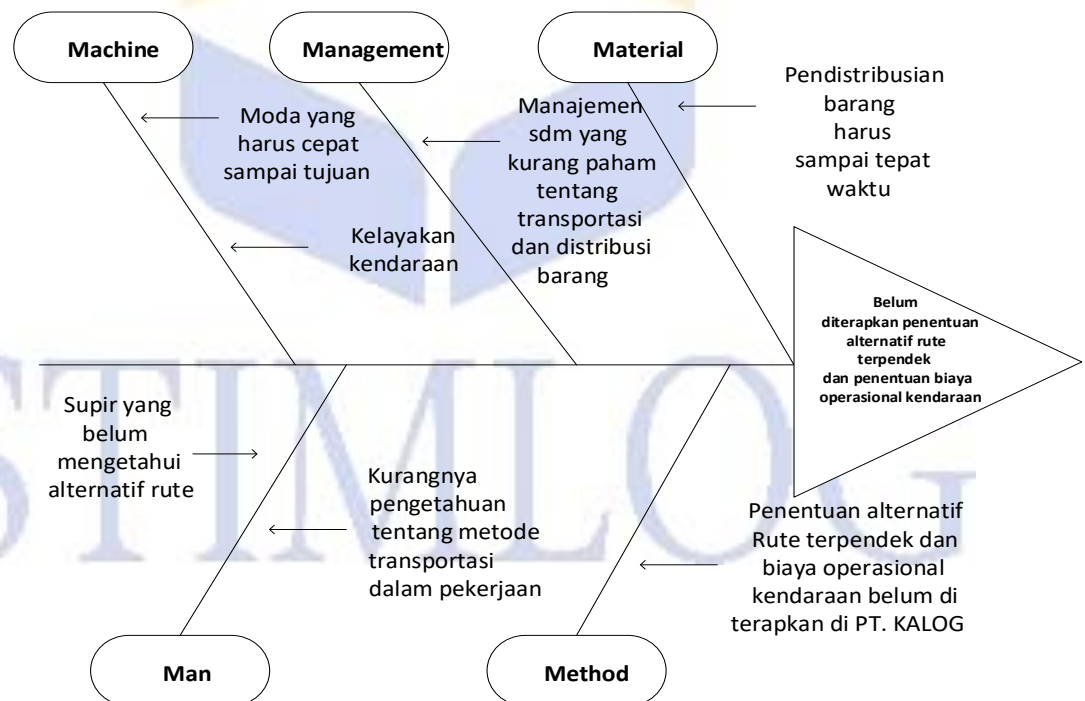 Machine
Management
Material
Moda yang
harus cepat
sampai tujuan
Kelayakan
kendaraan
Manajemen
sdm yang
kurang paham
tentang
transportasi
dan distribusi
barang
Pendistribusian
barang
harus
sampai tepat
waktu
Belum
diterapkan penentuan
alternatif rute
terpendek
dan penentuan biaya
operasional kendaraan
Supir yang
belum
mengetahui
alternatif rute
Kurangnya
pengetahuan
tentang metode
transportasi
dalam pekerjaan
Penentuan alternatif
Rute terpendek dan
biaya operasional
kendaraan belum di
terapkan di PT. KALOG
Man
Method
STIMLOG